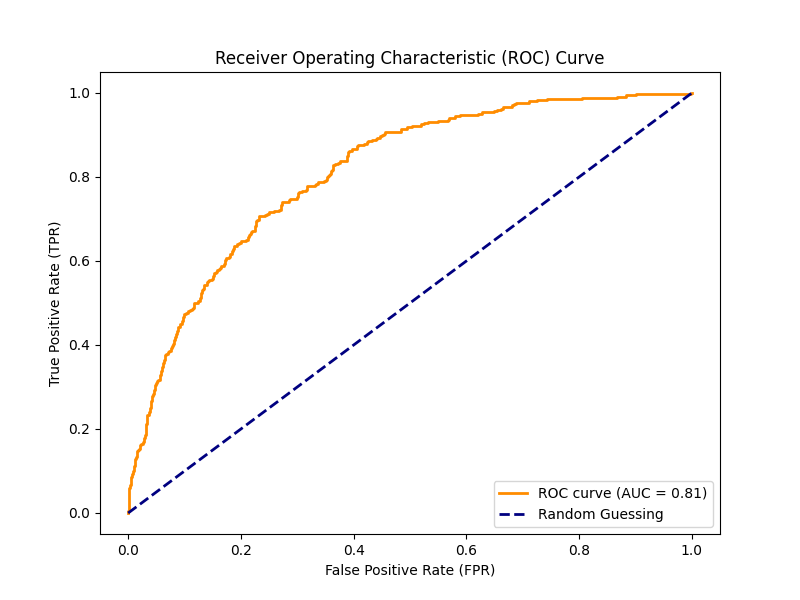 Receiver Operating Characteristic (ROC) Curve
True Positive Rate (TPR)
1.0
0.8
0.6
0.4
0.2
0.0
ROC curve (AUC = 0.81)
Random Guessing
0.0 0.2 0.4 0.6 0.8 1.0
False Positive Rate (FPR)